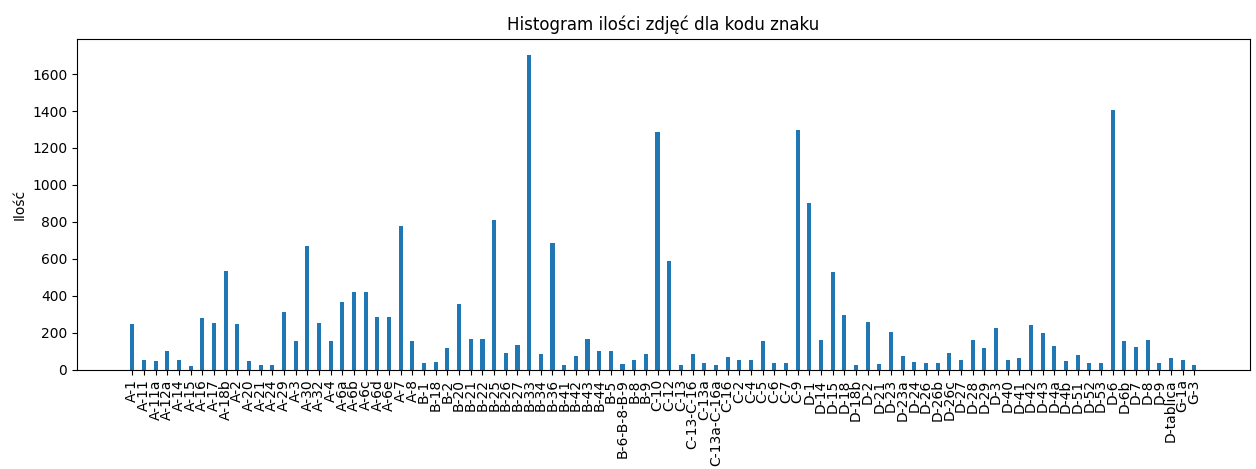 Histogram ilości zdjęć dla kodu znaku
Ilość
1600
1400
1200
1000
800
600
400
200
0
A-1
A-11
A-11a
A-12a
A-14
A-15
A-16
A-17
A-18b
A-2
A-20
A-21
A-24
A-29
A-3
A-30
A-32
A-4
A-6a
A-6b
A-6c
A-6d
A-6e
A-7
A-8
B-1
B-18
B-2
B-20
B-21
B-22
B-25
B-26
B-27
B-33
B-34
B-36
B-41
B-42
B-43
B-44
B-5
B-6-B-8-B-9
B-8
B-9
C-10
C-12
C-13
C-13-C-16
C-13a
C-13a-C-16a
C-16
C-2
C-4
C-5
C-6
C-7
C-9
D-1
D-14
D-15
D-18
D-18b
D-2
D-21
D-23
D-23a
D-24
D-26
D-26b
D-26c
D-27
D-28
D-29
D-3
D-40
D-41
D-42
D-43
D-4a
D-4b
D-51
D-52
D-53
D-6
D-6b
D-7
D-8
D-9
D-tablica
G-1a
G-3